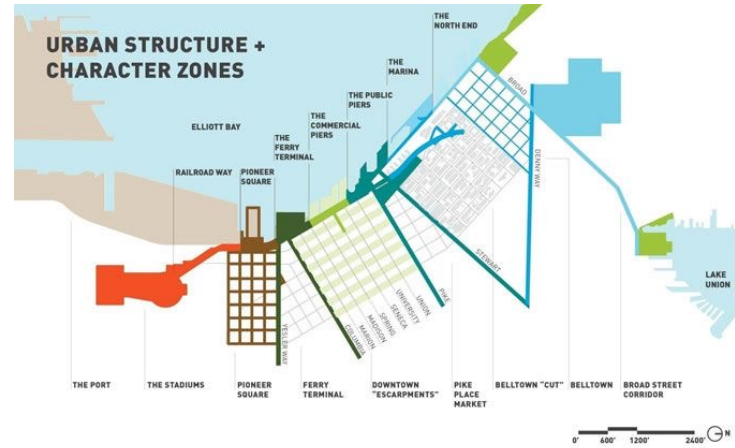 URBAN STRUCTURE +
CHARACTER ZONES
THE
NORTH END
THE
MARINA
THE PUBLIC
PIERS
THE
COMMERCIAL
PIERS
ELLIOTT BAY
THE
FERRY
TERMINAL
RAILROAD WAY
PIONEER
SQUARE
BROAD
DENNY WAY
STEWART
PIKE
UNION
UNIVERSITY
SENECA
SPRING
MADISON
MARION
COLUMBIA
YESLER WAY
LAKE
UNION
THE PORT
THE STADIUMS
PIONEER
SQUARE
FERRY
TERMINAL
DOWNTOWN
"ESCARPMENTS"
PIKE
PLACE
MARKET
BELLTOWN "CUT"
BELLTOWN
BROAD STREET
CORRIDOR
0' 600' 1200' 2400'
N